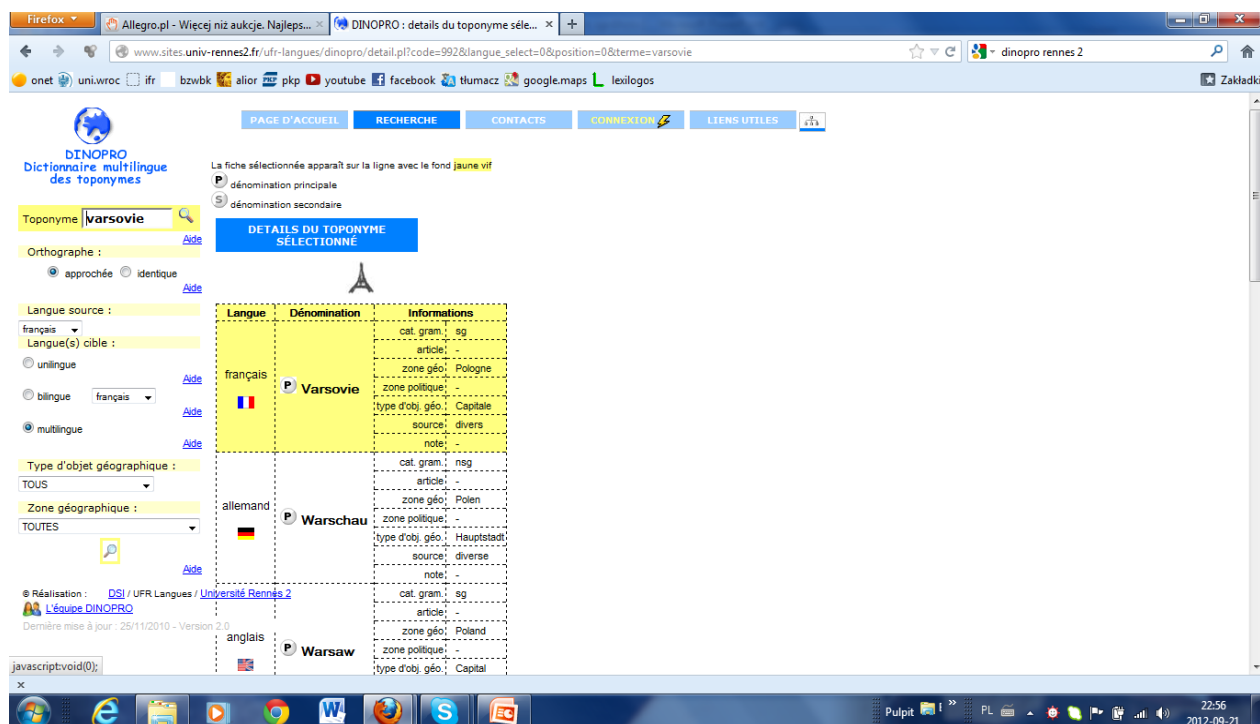 Firefox
Allegro.pl - Więcej niż aukcje. Najleps... ×
DINOPRO : details du toponyme séle... ×
+
www.sites.univ-rennes2.fr/ufr-langues/dinopro/detail.pl?code=992&langue_select=0&position=0&terme=varsovie
dinopro rennes 2
onet uni.wroc ifr bzwbk alior pkp youtube facebook tłumacz google.maps lexilogos
Zakładki
PAGE D'ACCUEIL RECHERCHE CONTACTS CONNEXION LIENS UTILES
DINOPRO
Dictionnaire multilingue
des toponymes
Toponyme varsovie
Aide
Orthographe :
approchée identique
Aide
Langue source :
français
Langue(s) cible :
unilingue
Aide
bilingue français
Aide
multilingue
Aide
Type d'objet géographique :
TOUS
Zone géographique :
TOUTES
Aide
© Réalisation : DSI / UFR Langues / Université Rennes 2
L'équipe DINOPRO
Dernière mise à jour : 25/11/2010 - Version 2.0
La fiche sélectionnée apparaît sur la ligne avec le fond jaune vif
P dénomination principale
S dénomination secondaire
DETAILS DU TOPONYME
SÉLECTIONNÉ
Langue Dénomination Informations
français
P Varsovie
cat. gram. sg
article -
zone géo Pologne
zone politique -
type d'obj. géo. Capitale
source divers
note -
allemand
P Warschau
cat. gram. nsg
article -
zone géo Polen
zone politique -
type d'obj. géo. Hauptstadt
source diverse
note -
anglais
P Warsaw
cat. gram. sg
article -
zone géo Poland
zone politique -
type d'obj. géo. Capital
javascript:void(0);
×
Pulpit » PL 22:56
2012-09-21